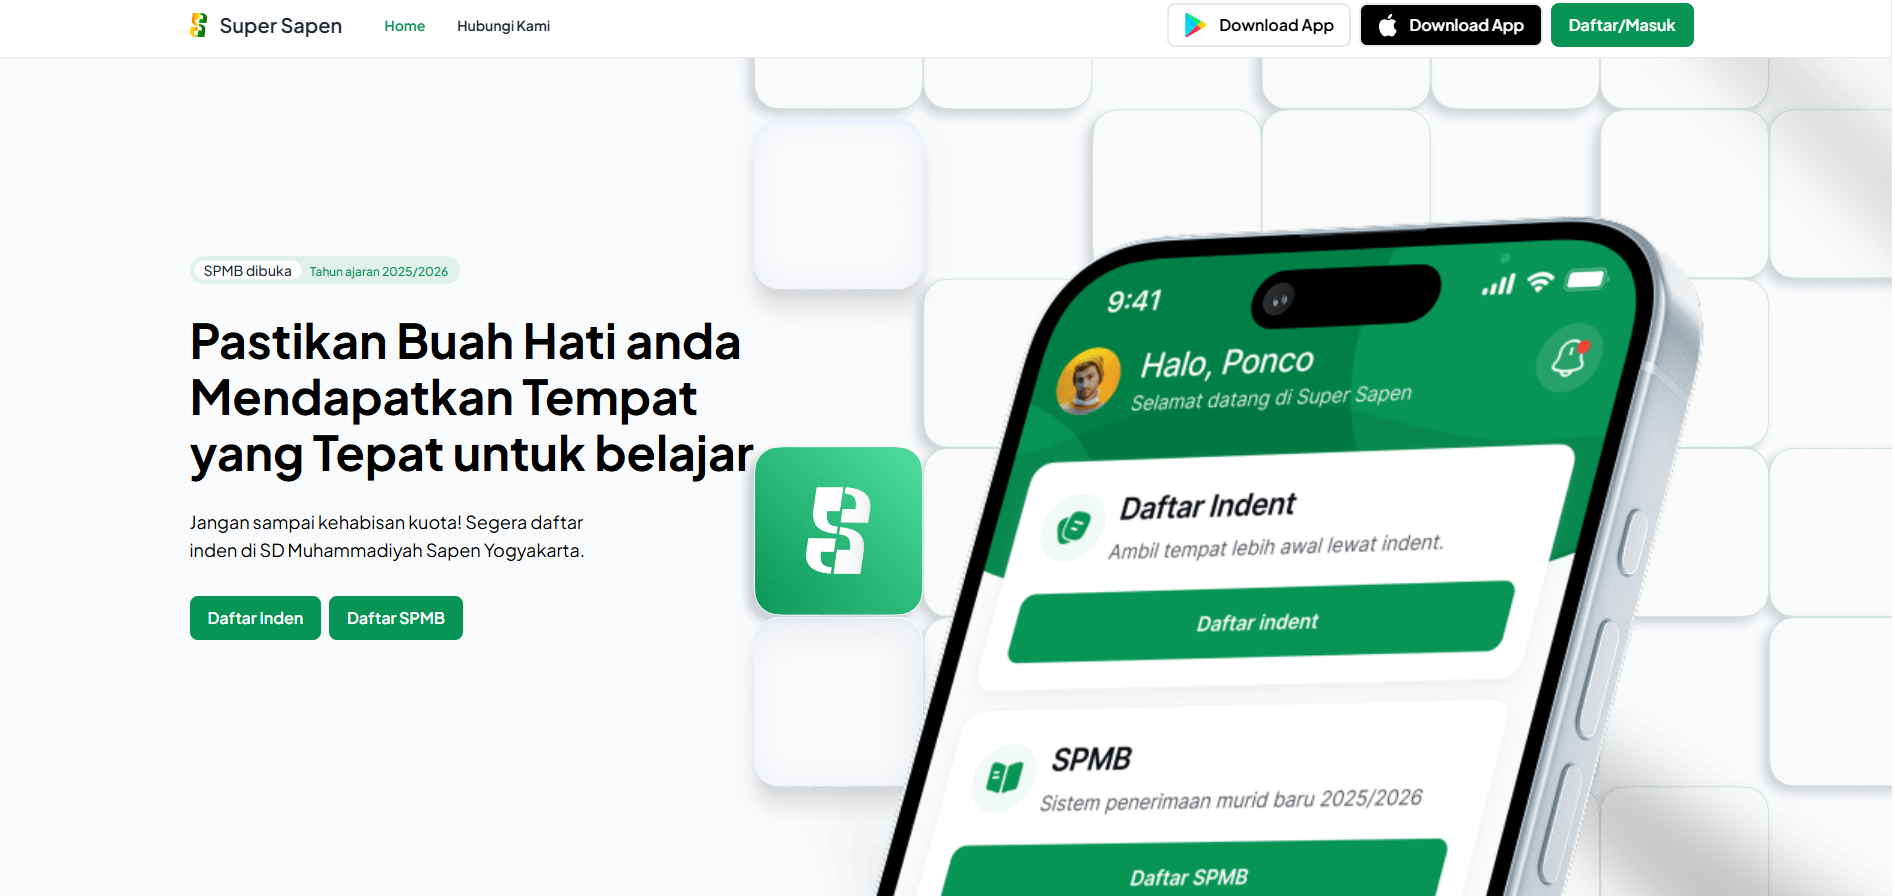 Super Sapen
Home
Hubungi Kami
Download App
Download App
Daftar/Masuk
SPMB dibuka
Tahun ajaran 2025/2026
Pastikan Buah Hati anda
Mendapatkan Tempat
yang Tepat untuk belajar
Jangan sampai kehabisan kuota! Segera daftar
inden di SD Muhammadiyah Sapen Yogyakarta.
Daftar Inden
Daftar SPMB
9:41
Halo, Ponco
Selamat datang di Super Sapen
Daftar Indent
Ambil tempat lebih awal lewat indent.
Daftar indent
SPMB
Sistem penerimaan murid baru 2025/2026
Daftar SPMB